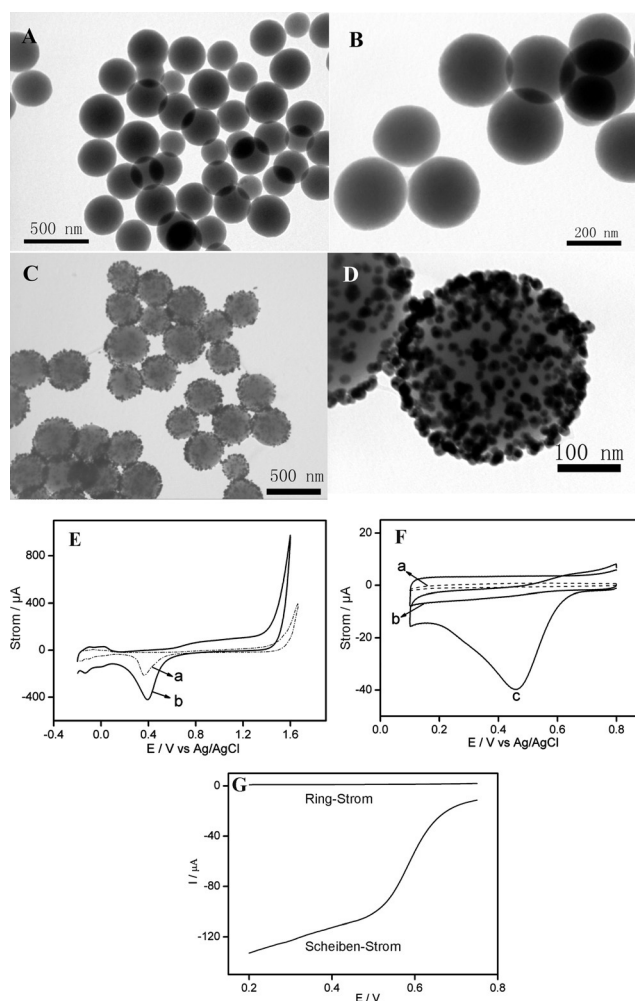 A
500 nm
B
200 nm
C
500 nm
D
100 nm
E
800
400
0
-400
Strom / µA
a
b
-0.4
0.0
0.4
0.8
1.2
1.6
E / V vs Ag/AgCl
F
20
0
-20
-40
Strom / µA
a
b
c
0.0
0.2
0.4
0.6
0.8
E / V vs Ag/AgCl
G
0
-40
-80
-120
I / µA
Ring-Strom
Scheiben-Strom
0.2
0.4
0.6
0.8
E / V